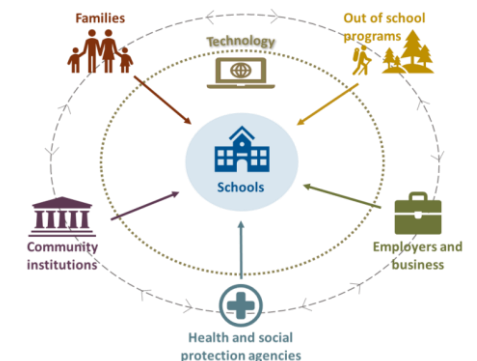 Families
Out of school
programs
Technology
Schools
Community
institutions
Employers and
business
Health and social
protection agencies